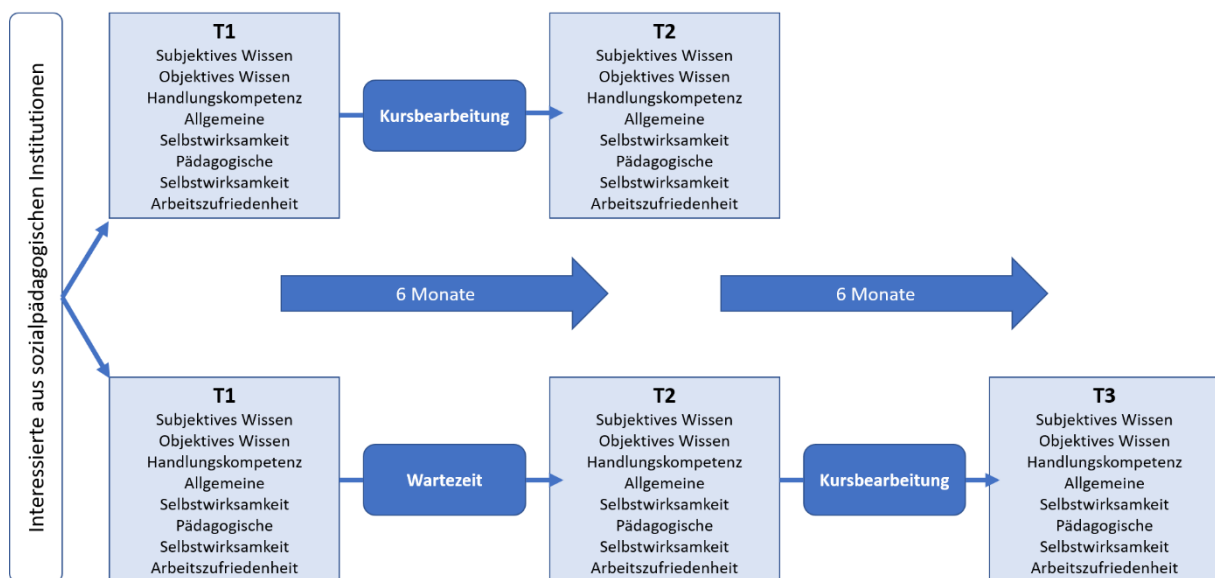 Interessierte aus sozialpädagogischen Institutionen
T1
Subjektives Wissen
Objektives Wissen
Handlungskompetenz
Allgemeine
Selbstwirksamkeit
Pädagogische
Selbstwirksamkeit
Arbeitszufriedenheit
Kursbearbeitung
T2
Subjektives Wissen
Objektives Wissen
Handlungskompetenz
Allgemeine
Selbstwirksamkeit
Pädagogische
Selbstwirksamkeit
Arbeitszufriedenheit
6 Monate
6 Monate
T1
Subjektives Wissen
Objektives Wissen
Handlungskompetenz
Allgemeine
Selbstwirksamkeit
Pädagogische
Selbstwirksamkeit
Arbeitszufriedenheit
Wartezeit
T2
Subjektives Wissen
Objektives Wissen
Handlungskompetenz
Allgemeine
Selbstwirksamkeit
Pädagogische
Selbstwirksamkeit
Arbeitszufriedenheit
Kursbearbeitung
T3
Subjektives Wissen
Objektives Wissen
Handlungskompetenz
Allgemeine
Selbstwirksamkeit
Pädagogische
Selbstwirksamkeit
Arbeitszufriedenheit